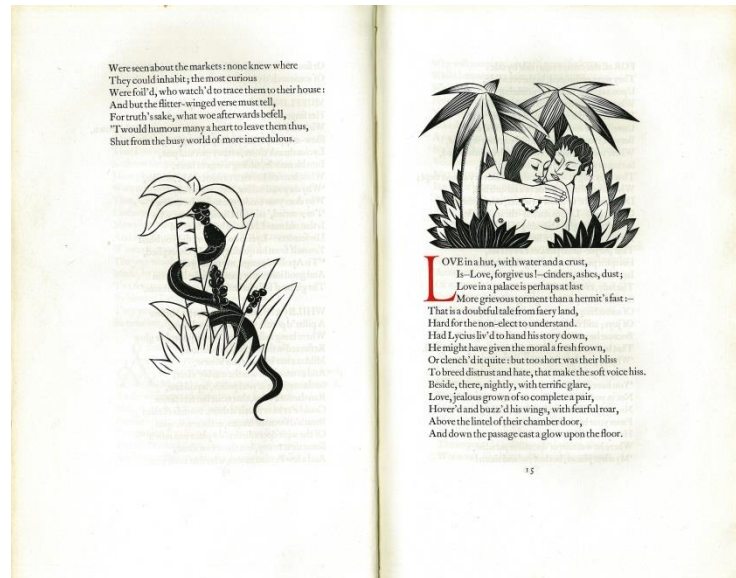 Were seen about the markets: none knew where
They could inhabit; the most curious
Were foil'd, who watch'd to trace them to their house:
And but the flitter-winged verse must tell,
For truth's sake, what woe afterwards befell,
'Twould humour many a heart to leave them thus,
Shut from the busy world of more incredulous.
LOVE in a hut, with water and a crust,
Is—Love, forgive us!—cinders, ashes, dust;
Love in a palace is perhaps at last
More grievous torment than a hermit's fast:—
That is a doubtful tale from faery land,
Hard for the non-elect to understand.
Had Lycius liv'd to hand his story down,
He might have given the moral a fresh frown,
Or clench'd it quite: but too short was their bliss
To breed distrust and hate, that make the soft voice hiss.
Beside, there, nightly, with terrific glare,
Love, jealous grown of so complete a pair,
Hover'd and buzz'd his wings, with fearful roar,
Above the lintel of their chamber door,
And down the passage cast a glow upon the floor.
15